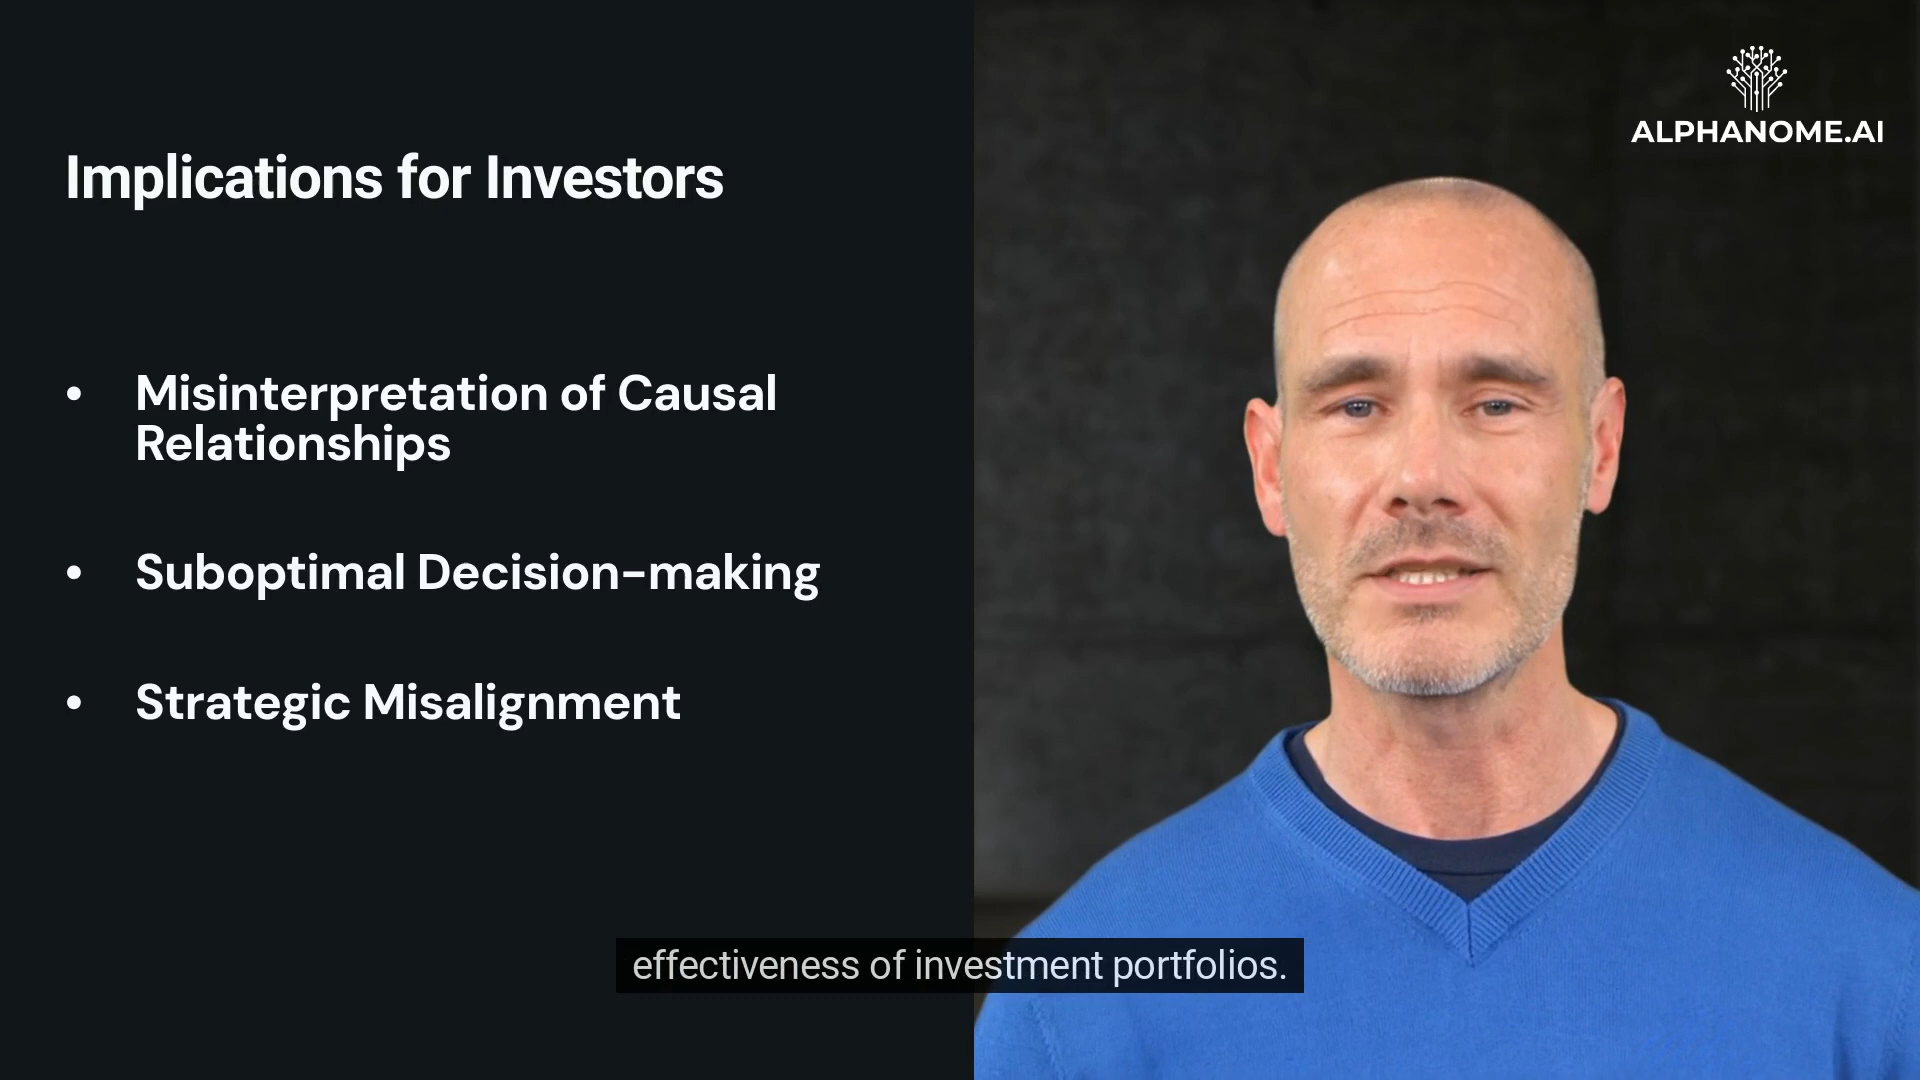 ALPHANOME.AI
Implications for Investors
• Misinterpretation of Causal
Relationships
• Suboptimal Decision-making
• Strategic Misalignment
effectiveness of investment portfolios.